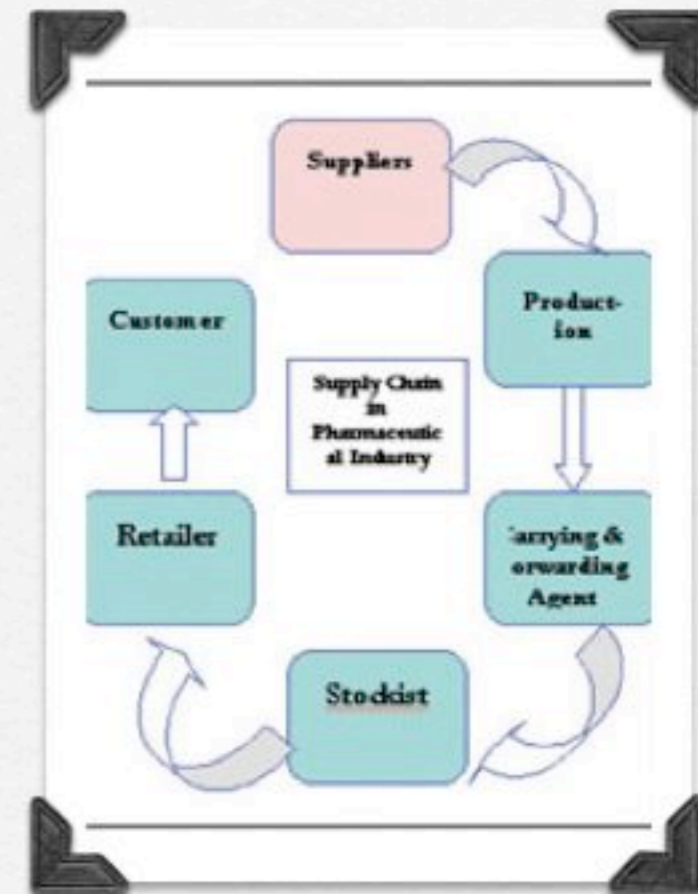 Suppliers
Product-
ion
Customer
Supply Chain
in
Pharmaceutic
al Industry
Retailer
arrying &
orwarding
Agent
Stockist